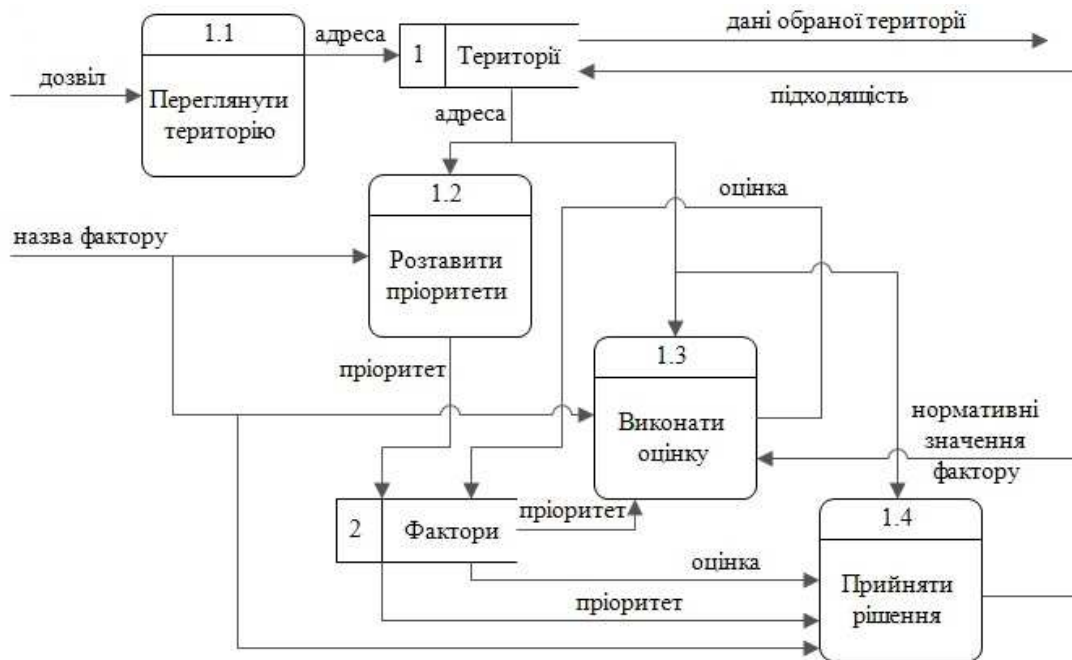 1.1
адреса
1
Території
дані обраної території
дозвіл
Переглянути
територію
підходящість
адреса
1.2
оцінка
назва фактору
Розтавити
пріоритети
1.3
пріоритет
Виконати
оцінку
нормативні
значення
фактору
2
Фактори
пріоритет
1.4
оцінка
Прийняти
рішення
пріоритет